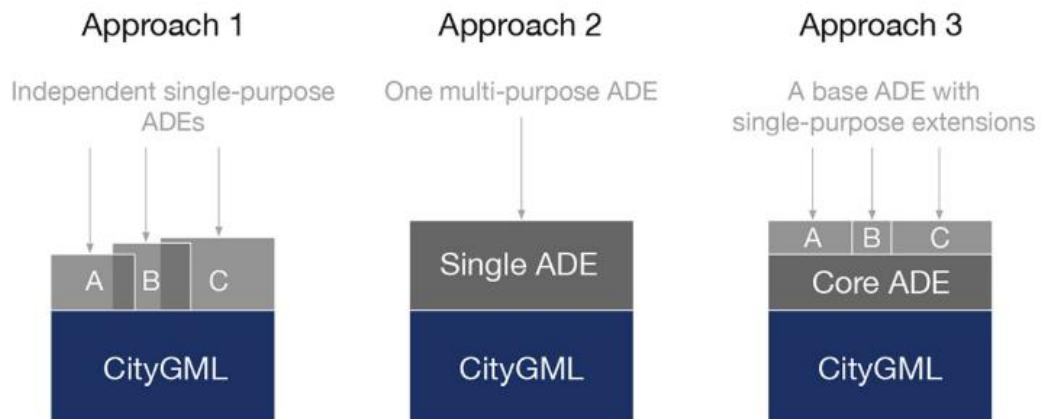 Approach 1
Independent single-purpose
ADEs
A
B
C
CityGML
Approach 2
One multi-purpose ADE
Single ADE
CityGML
Approach 3
A base ADE with
single-purpose extensions
A
B
C
Core ADE
CityGML